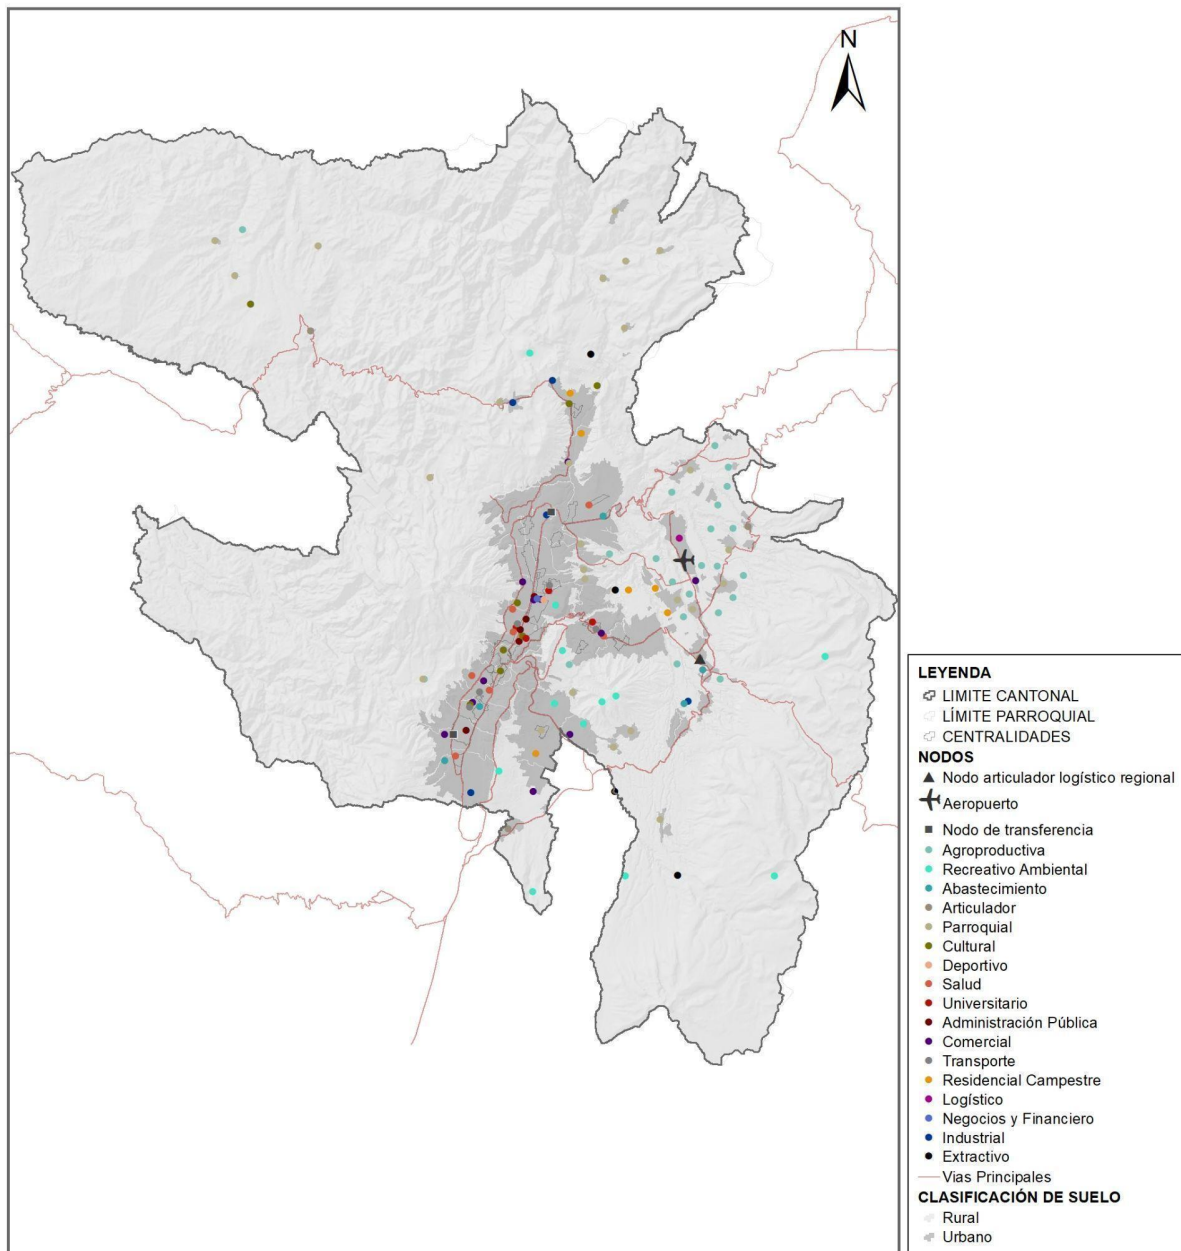 N
LEYENDA
LIMITE CANTONAL
LÍMITE PARROQUIAL
CENTRALIDADES
NODOS
Nodo articulador logístico regional
Aeropuerto
Nodo de transferencia
Agroproductiva
Recreativo Ambiental
Abastecimiento
Articulador
Parroquial
Cultural
Deportivo
Salud
Universitario
Administración Pública
Comercial
Transporte
Residencial Campestre
Logístico
Negocios y Financiero
Industrial
Extractivo
Vias Principales
CLASIFICACIÓN DE SUELO
Rural
Urbano